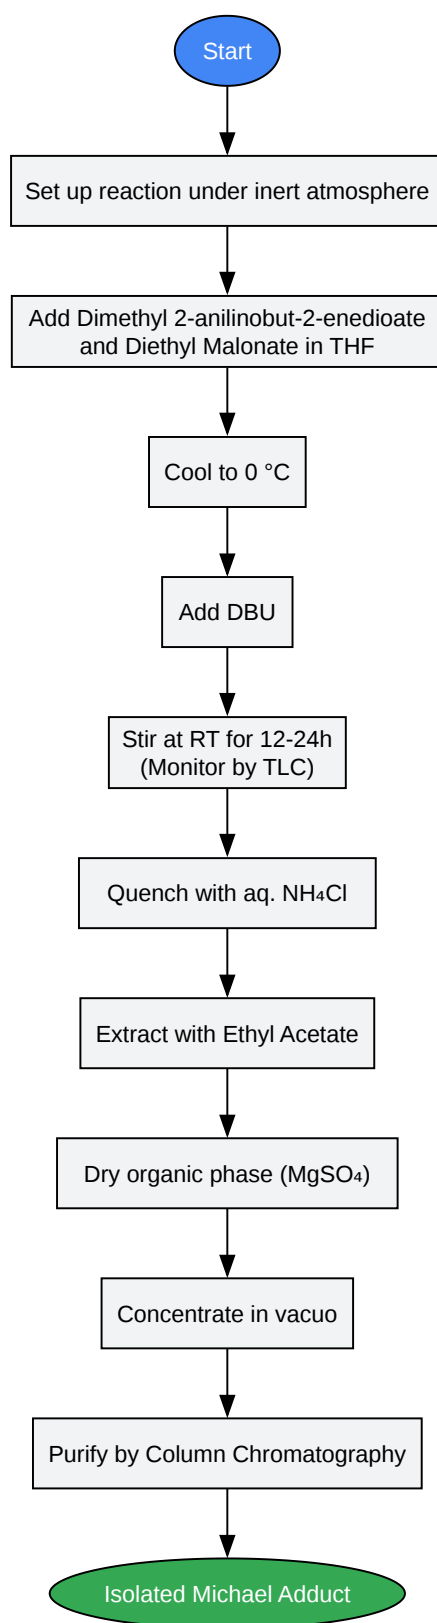 Start
Set up reaction under inert atmosphere
Add Dimethyl 2-anilinobut-2-enedioate
and Diethyl Malonate in THF
Cool to 0 °C
Add DBU
Stir at RT for 12-24h
(Monitor by TLC)
Quench with aq. NH₄Cl
Extract with Ethyl Acetate
Dry organic phase (MgSO₄)
Concentrate in vacuo
Purify by Column Chromatography
Isolated Michael Adduct